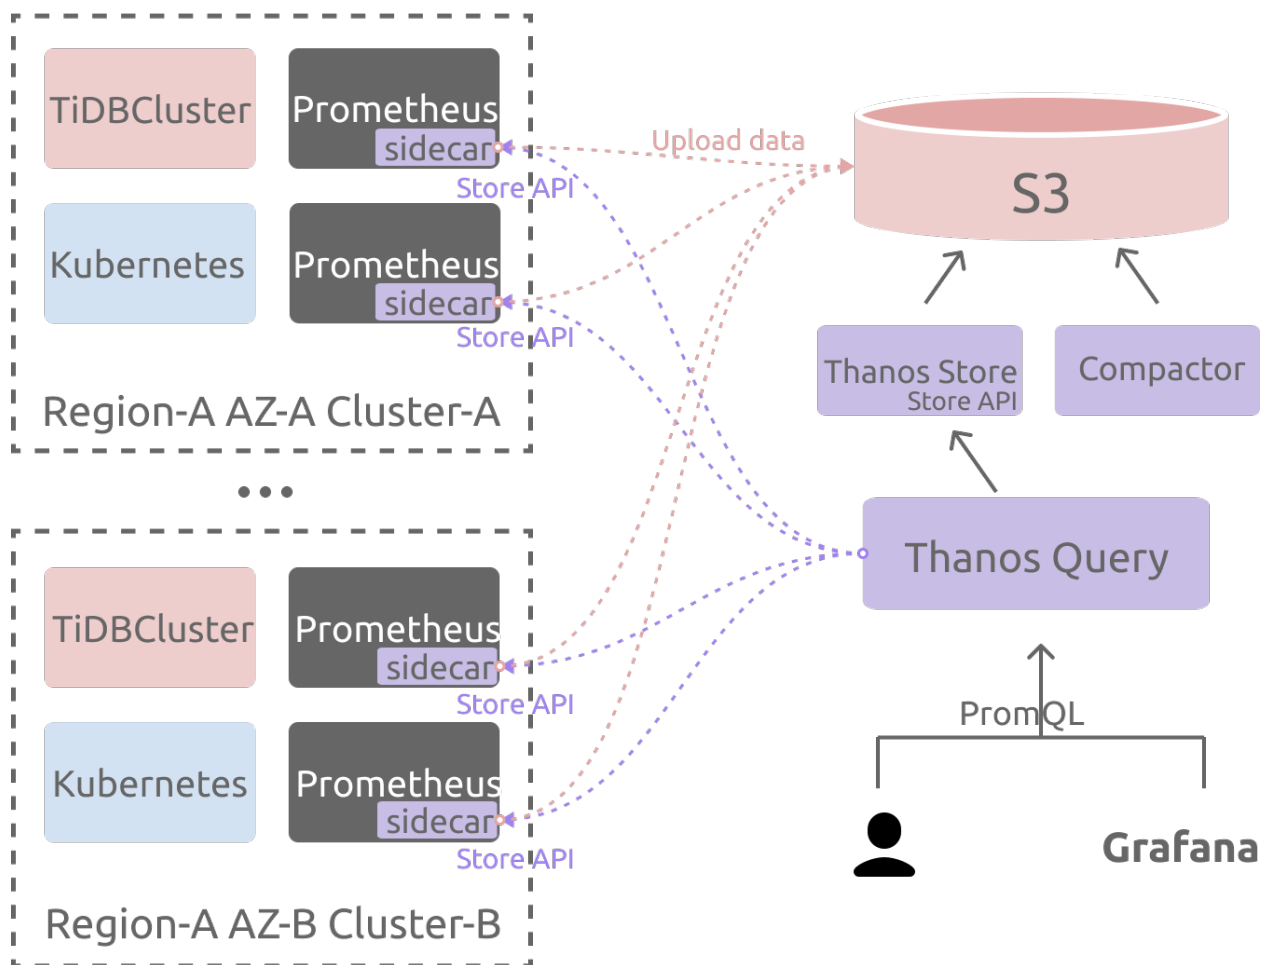 TiDBCluster
Prometheus
sidecar
Store API
Kubernetes
Prometheus
sidecar
Store API
Region-A AZ-A Cluster-A
...
TiDBCluster
Prometheus
sidecar
Store API
Kubernetes
Prometheus
sidecar
Store API
Region-A AZ-B Cluster-B
Upload data
S3
Thanos Store
Store API
Compactor
Thanos Query
PromQL
Grafana